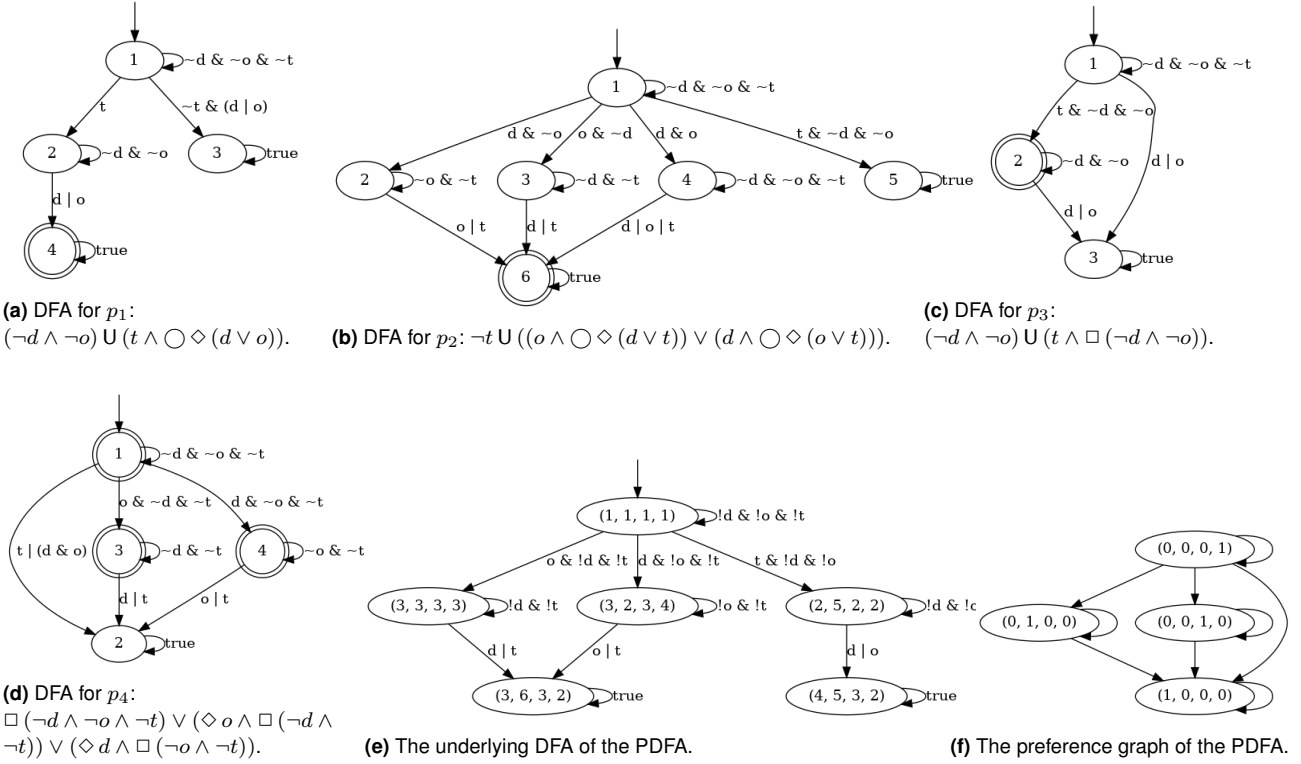 1
~d & ~o & ~t
t
~t & (d | o)
2
~d & ~o
3
true
d | o
4
true
(a) DFA for p₁:
(¬d ∧ ¬o) U (t ∧ ◯ ◇ (d ∨ o)).
1
~d & ~o & ~t
d & ~o
o & ~d
d & o
t & ~d & ~o
2
~o & ~t
3
~d & ~t
4
~d & ~o & ~t
5
true
o | t
d | t
d | o | t
6
true
(b) DFA for p₂: ¬t U ((o ∧ ◯ ◇ (d ∨ t)) ∨ (d ∧ ◯ ◇ (o ∨ t))).
1
~d & ~o & ~t
t & ~d & ~o
2
~d & ~o
d | o
d | o
3
true
(c) DFA for p₃:
(¬d ∧ ¬o) U (t ∧ □ (¬d ∧ ¬o)).
1
~d & ~o & ~t
o & ~d & ~t
d & ~o & ~t
t | (d & o)
3
~d & ~t
4
~o & ~t
d | t
o | t
2
true
(d) DFA for p₄:
□ (¬d ∧ ¬o ∧ ¬t) ∨ (◇ o ∧ □ (¬d ∧
¬t)) ∨ (◇ d ∧ □ (¬o ∧ ¬t)).
(1, 1, 1, 1)
!d & !o & !t
o & !d & !t
d & !o & !t
t & !d & !o
(3, 3, 3, 3)
!d & !t
(3, 2, 3, 4)
!o & !t
(2, 5, 2, 2)
!d & !o
d | t
o | t
d | o
(3, 6, 3, 2)
true
(4, 5, 3, 2)
true
(e) The underlying DFA of the PDFA.
(0, 0, 0, 1)
(0, 1, 0, 0)
(0, 0, 1, 0)
(1, 0, 0, 0)
(f) The preference graph of the PDFA.